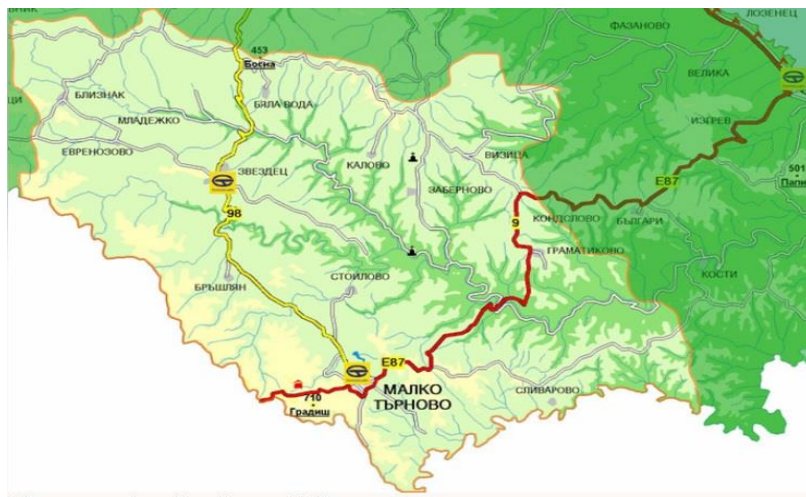 ЛОЗЕНЕЦ
ФАЗАНОВО
453
Босна
ВЕЛИКА
БЛИЗНАК
БЯЛА ВОДА
МЛАДЕЖКО
ИЗГРЕВ
ЕВРЕНОЗОВО
ЗВЕЗДЕЦ
КАЛОВО
ВИЗИЦА
501
E87
ЗАБЕРНОВО
98
9
КОНДОЛОВО
БЪЛГАРИ
ГРАМАТИКОВО
КОСТИ
БРЪШЛЯН
СТОИЛОВО
E87
СЛИВАРОВО
МАЛКО
ТЪРНОВО
710
Градиш